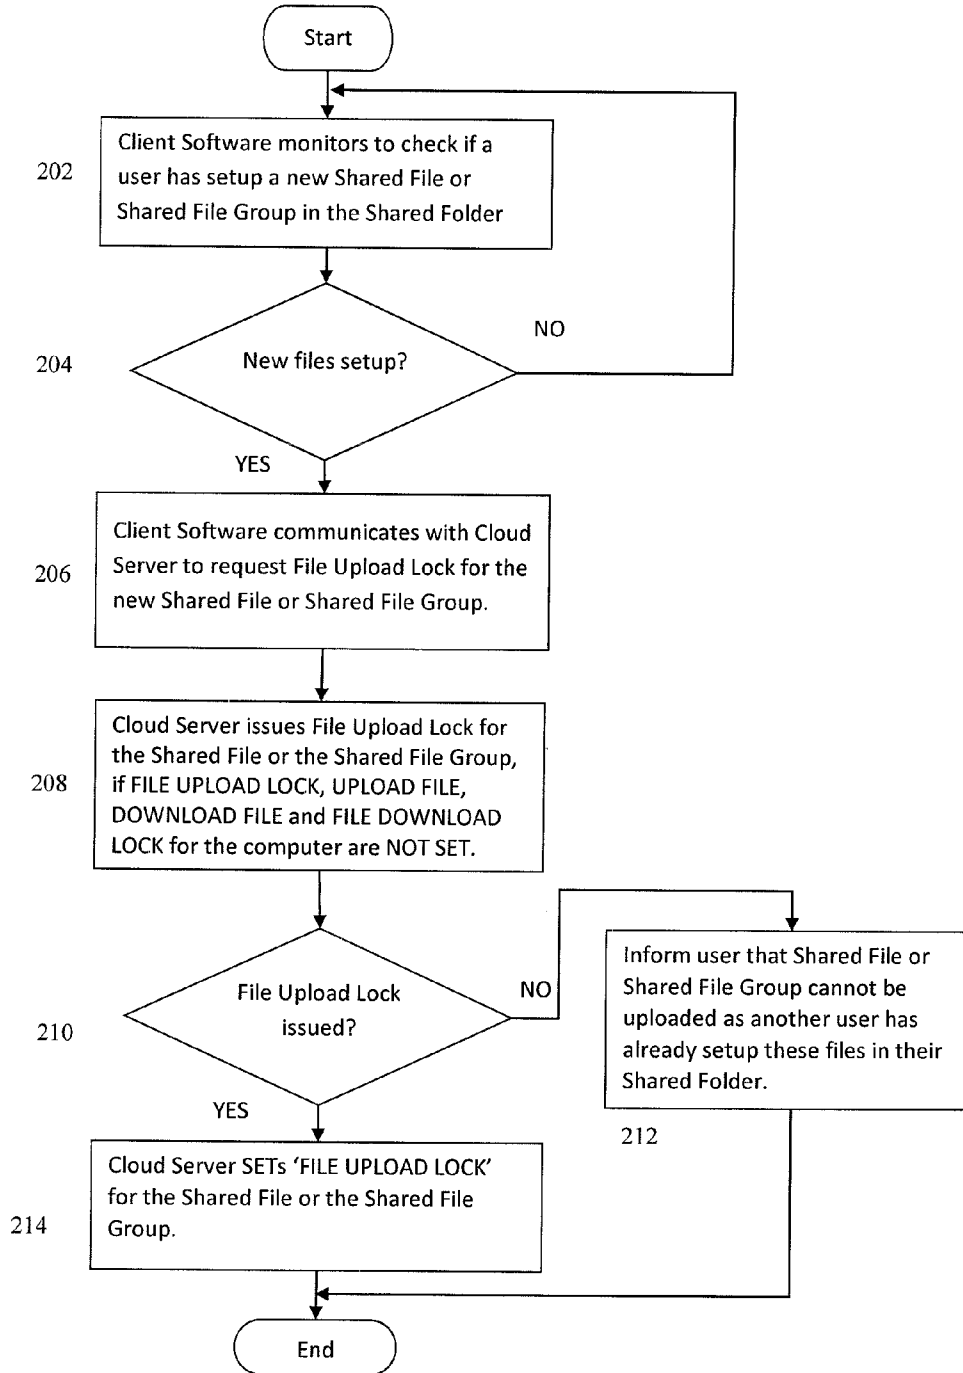 Start
202
Client Software monitors to check if a
user has setup a new Shared File or
Shared File Group in the Shared Folder
204
New files setup?
NO
YES
206
Client Software communicates with Cloud
Server to request File Upload Lock for the
new Shared File or Shared File Group.
208
Cloud Server issues File Upload Lock for
the Shared File or the Shared File Group,
if FILE UPLOAD LOCK, UPLOAD FILE,
DOWNLOAD FILE and FILE DOWNLOAD
LOCK for the computer are NOT SET.
210
File Upload Lock
issued?
NO
YES
Inform user that Shared File or
Shared File Group cannot be
uploaded as another user has
already setup these files in their
Shared Folder.
212
214
Cloud Server SETs ‘FILE UPLOAD LOCK’
for the Shared File or the Shared File
Group.
End